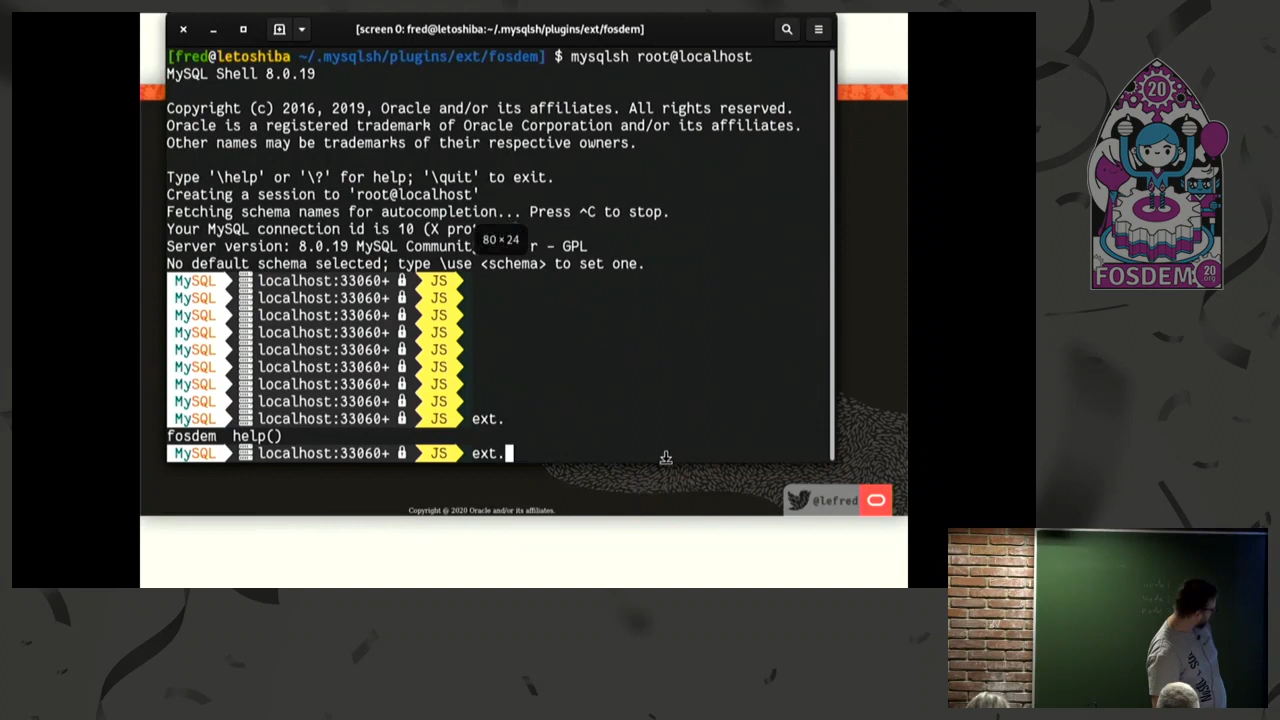 [screen 0: fred@letoshiba:~/.mysqlsh/plugins/ext/fosdem]
[fred@letoshiba ~/.mysqlsh/plugins/ext/fosdem] $ mysqlsh root@localhost
MySQL Shell 8.0.19
Copyright (c) 2016, 2019, Oracle and/or its affiliates. All rights reserved.
Oracle is a registered trademark of Oracle Corporation and/or its affiliates.
Other names may be trademarks of their respective owners.
Type '\help' or '\?' for help; '\quit' to exit.
Creating a session to 'root@localhost'
Fetching schema names for autocompletion... Press ^C to stop.
Your MySQL connection id is 10 (X pro
80×24
Server version: 8.0.19 MySQL Communit r - GPL
No default schema selected; type \use <schema> to set one.
MySQL localhost:33060+ JS
MySQL localhost:33060+ JS
MySQL localhost:33060+ JS
MySQL localhost:33060+ JS
MySQL localhost:33060+ JS
MySQL localhost:33060+ JS
MySQL localhost:33060+ JS
MySQL localhost:33060+ JS
MySQL localhost:33060+ JS ext.
fosdem help()
MySQL localhost:33060+ JS ext.
@lefred
Copyright @ 2020 Oracle and/or its affiliates.
20
FOSDEM 20
.org